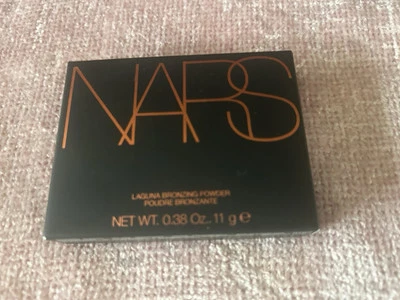 NARS
LAGUNA BRONZING POWDER
POUDRE BRONZANTE
NET WT. 0.38 Oz. 11 g ℮